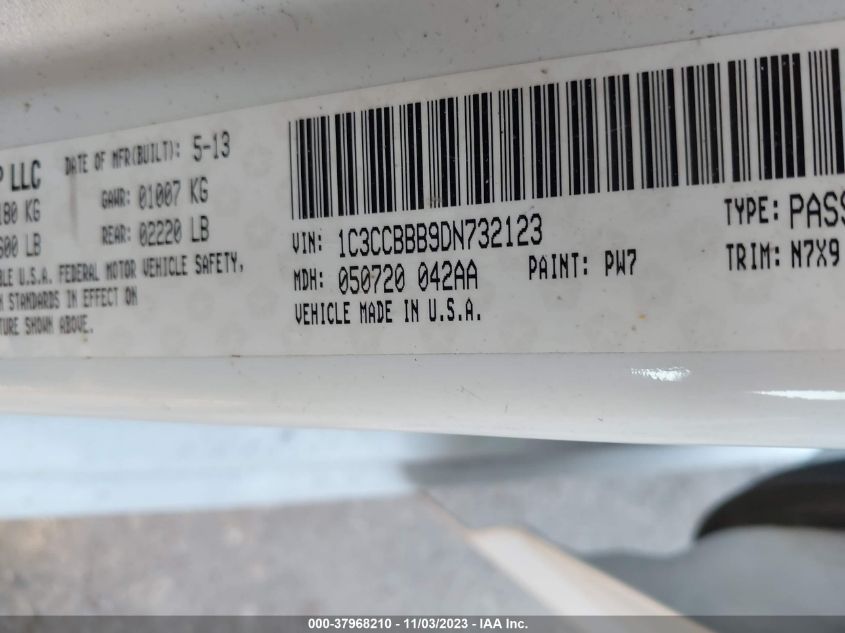 P LLC
DATE OF MFR(BUILT): 5-13
180 KG
GAWR: 01007 KG
500 LB
REAR: 02220 LB
BLE U.S.A. FEDERAL MOTOR VEHICLE SAFETY,
N STANDARDS IN EFFECT ON
TURE SHOWN ABOVE.
VIN: 1C3CCBBB9DN732123
TYPE: PASS
MDH: 050720 042AA
PAINT: PW7
TRIM: N7X9
VEHICLE MADE IN U.S.A.
000-37968210 - 11/03/2023 - IAA Inc.